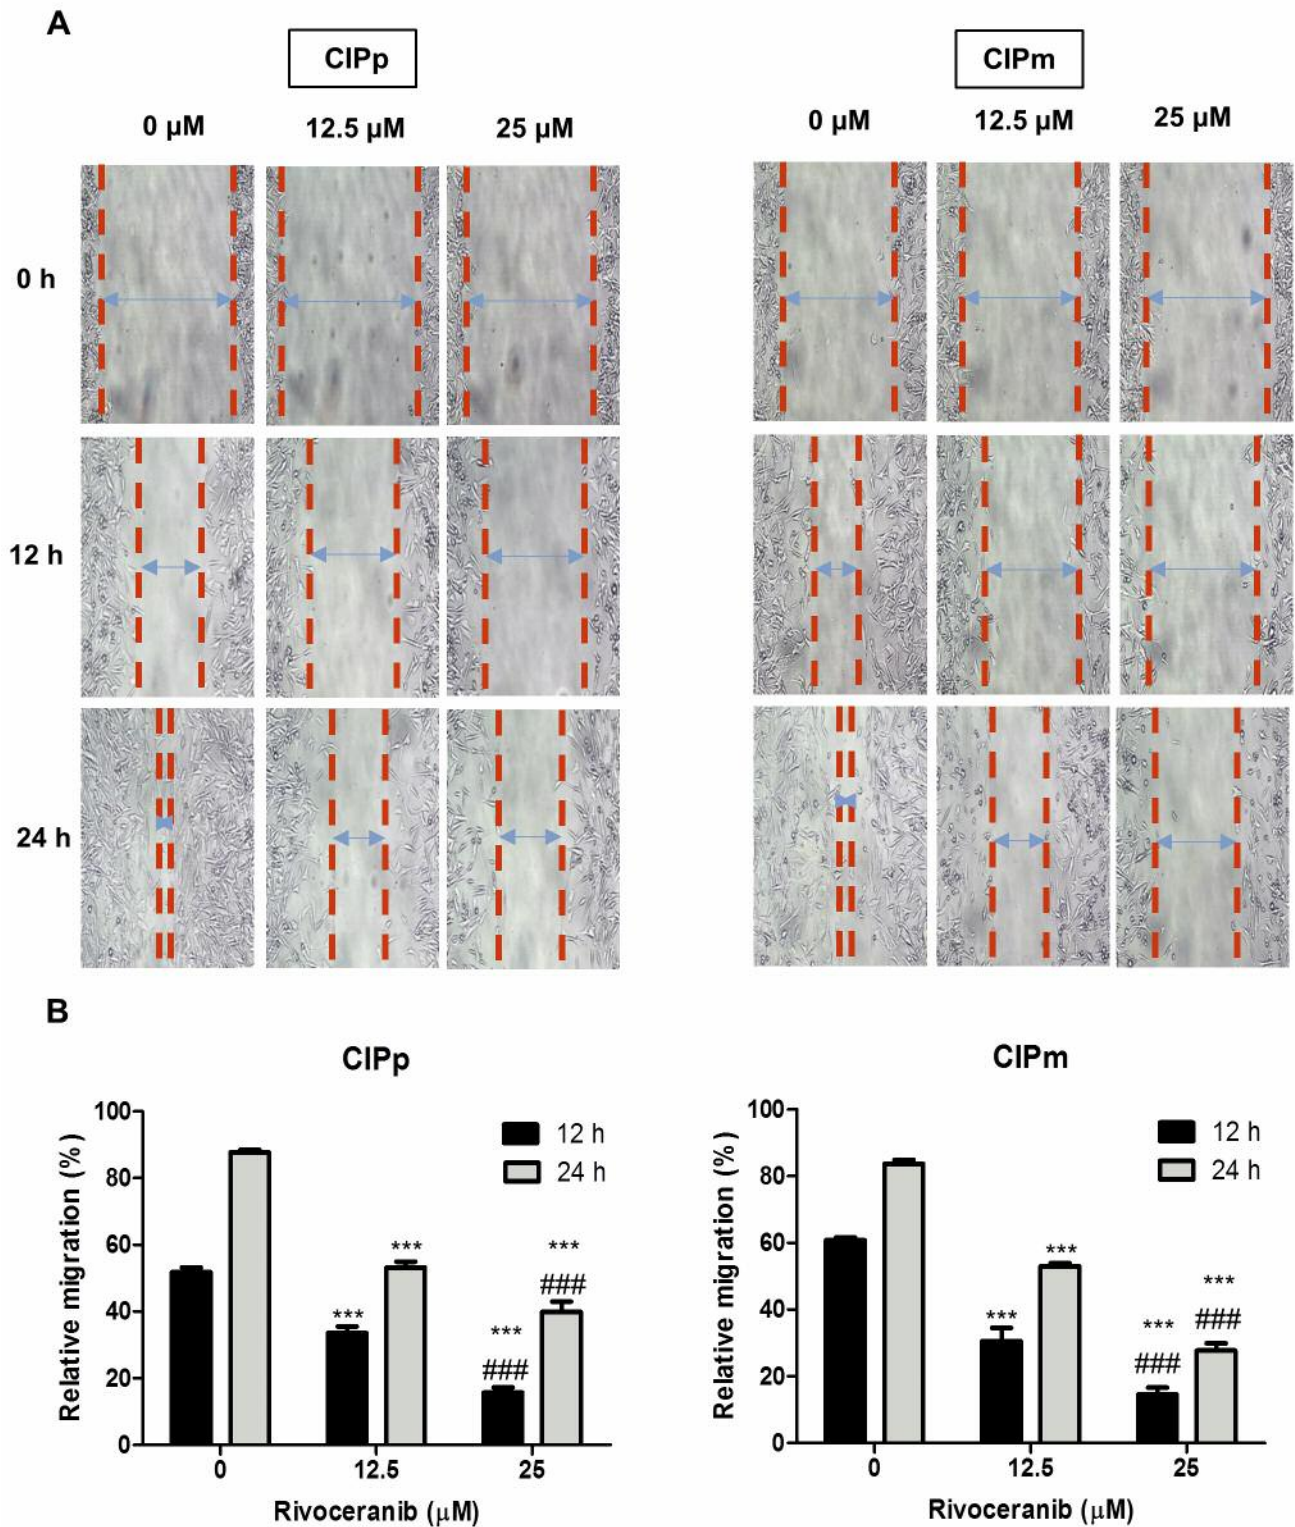 A
CIPp
CIPm
0 µM 12.5 µM 25 µM
0 µM 12.5 µM 25 µM
0 h
12 h
24 h
B
CIPp
Relative migration (%)
100
80
60
40
20
0
12 h
24 h
***
***
***
###
***
###
0 12.5 25
Rivoceranib (µM)
CIPm
Relative migration (%)
100
80
60
40
20
0
12 h
24 h
***
***
***
###
***
###
0 12.5 25
Rivoceranib (µM)